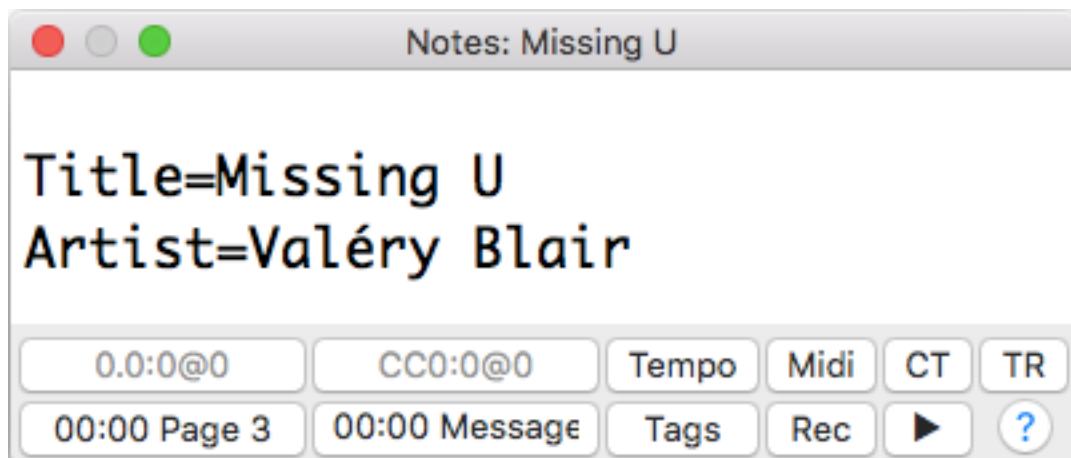 Notes: Missing U
Title=Missing U
Artist=Valéry Blair
0.0:0@0 CC0:0@0 Tempo Midi CT TR
00:00 Page 3 00:00 Message Tags Rec ?